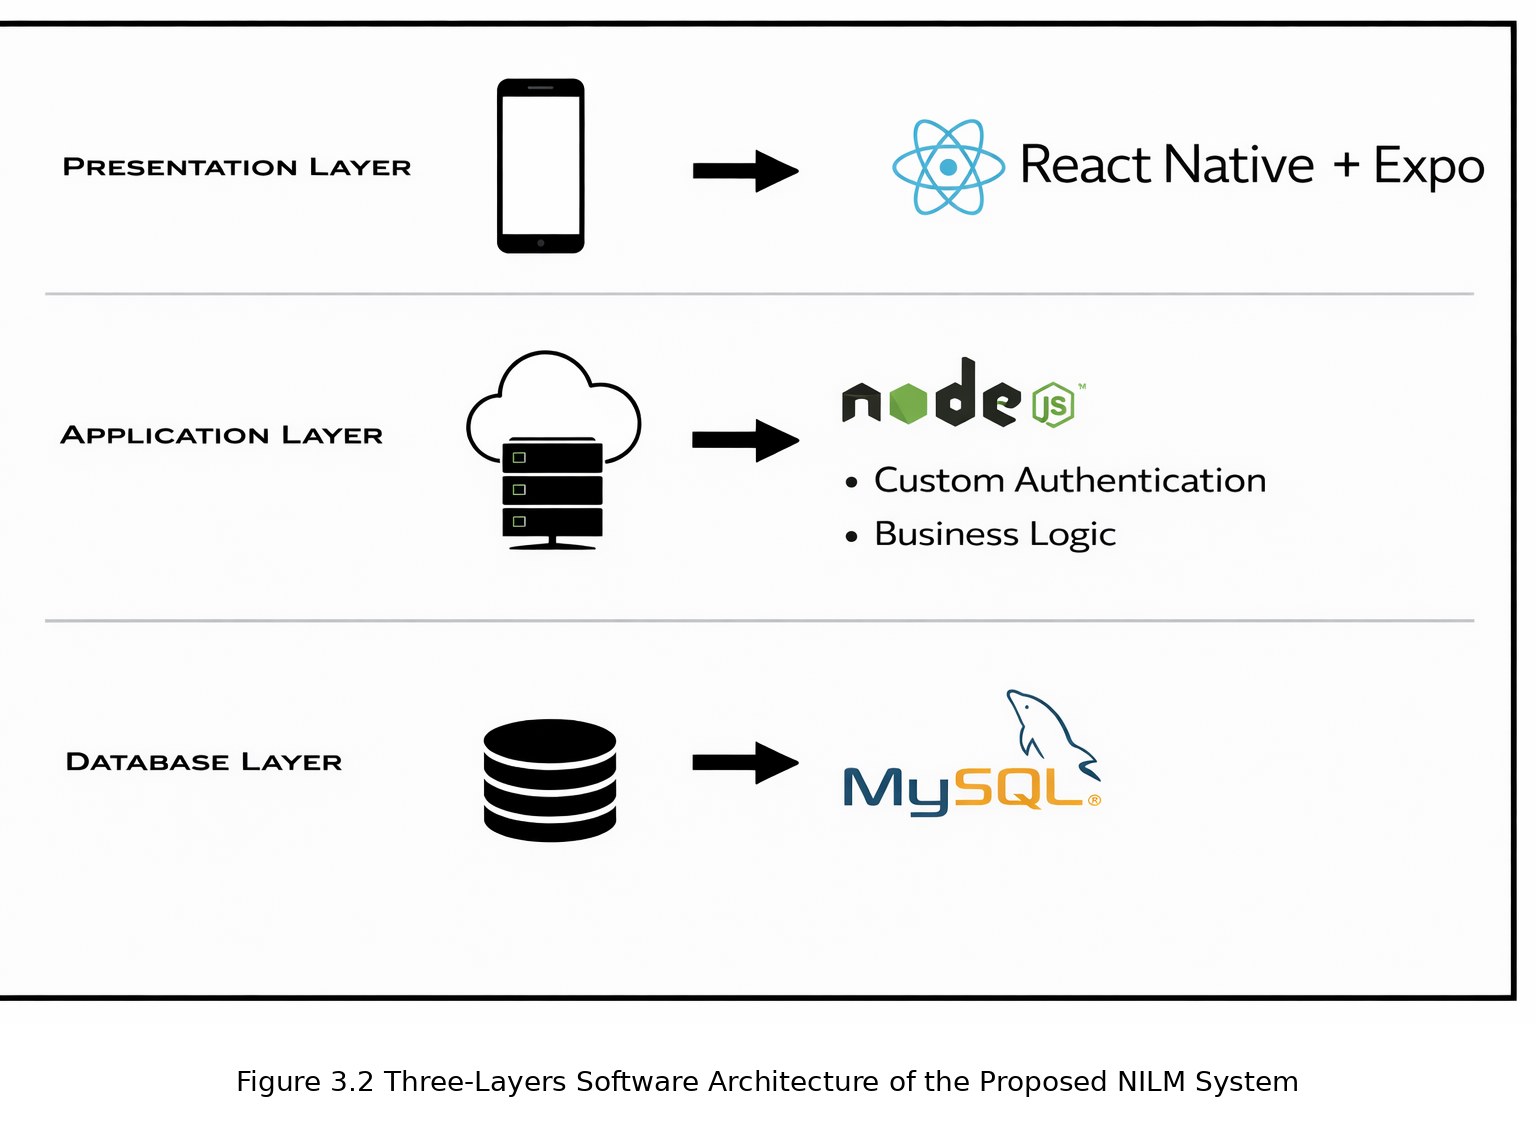 PRESENTATION LAYER
React Native + Expo
APPLICATION LAYER
node JS ™
• Custom Authentication
• Business Logic
DATABASE LAYER
MySQL®
Figure 3.2 Three-Layers Software Architecture of the Proposed NILM System